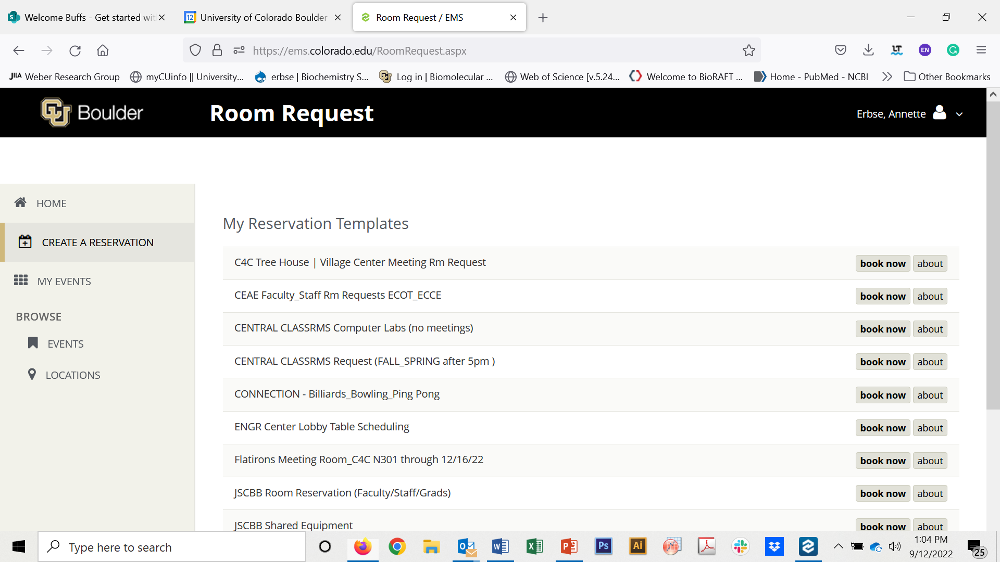 Welcome Buffs - Get started wit
University of Colorado Boulder -
Room Request / EMS
https://ems.colorado.edu/RoomRequest.aspx
JILA Weber Research Group
myCUinfo || University...
erbse | Biochemistry S...
Log in | Biomolecular ...
Web of Science [v.5.24...
Welcome to BioRAFT ...
Home - PubMed - NCBI
Other Bookmarks
CU Boulder
Room Request
Erbse, Annette
HOME
CREATE A RESERVATION
MY EVENTS
BROWSE
EVENTS
LOCATIONS
My Reservation Templates
C4C Tree House | Village Center Meeting Rm Request book now about
CEAE Faculty_Staff Rm Requests ECOT_ECCE book now about
CENTRAL CLASSRMS Computer Labs (no meetings) book now about
CENTRAL CLASSRMS Request (FALL_SPRING after 5pm ) book now about
CONNECTION - Billiards_Bowling_Ping Pong book now about
ENGR Center Lobby Table Scheduling book now about
Flatirons Meeting Room_C4C N301 through 12/16/22 book now about
JSCBB Room Reservation (Faculty/Staff/Grads) book now about
JSCBB Shared Equipment book now about
Type here to search
1:04 PM
9/12/2022
25